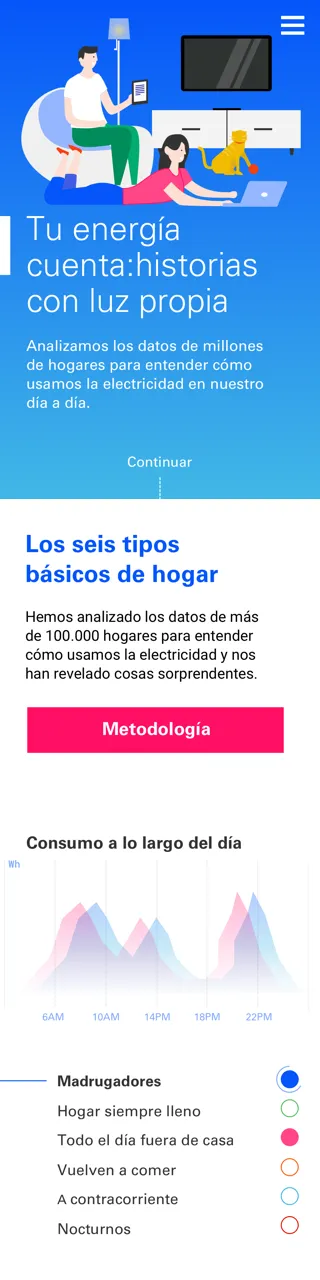 Tu energía
cuenta:historias
con luz propia
Analizamos los datos de millones
de hogares para entender cómo
usamos la electricidad en nuestro
día a día.
Continuar
Los seis tipos
básicos de hogar
Hemos analizado los datos de más
de 100.000 hogares para entender
cómo usamos la electricidad y nos
han revelado cosas sorprendentes.
Metodología
Consumo a lo largo del día
Wh
6AM 10AM 14PM 18PM 22PM
Madrugadores
Hogar siempre lleno
Todo el día fuera de casa
Vuelven a comer
A contracorriente
Nocturnos